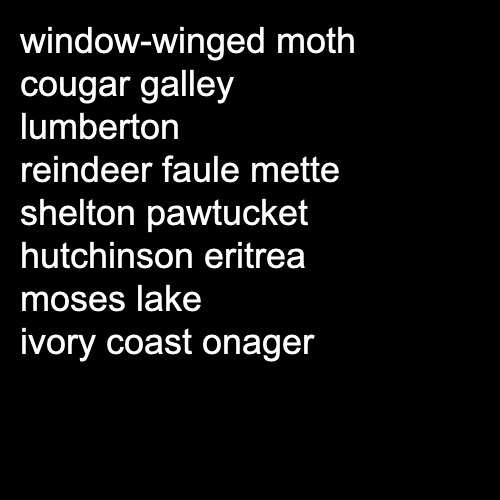 window-winged moth
cougar galley
lumberton
reindeer faule mette
shelton pawtucket
hutchinson eritrea
moses lake
ivory coast onager